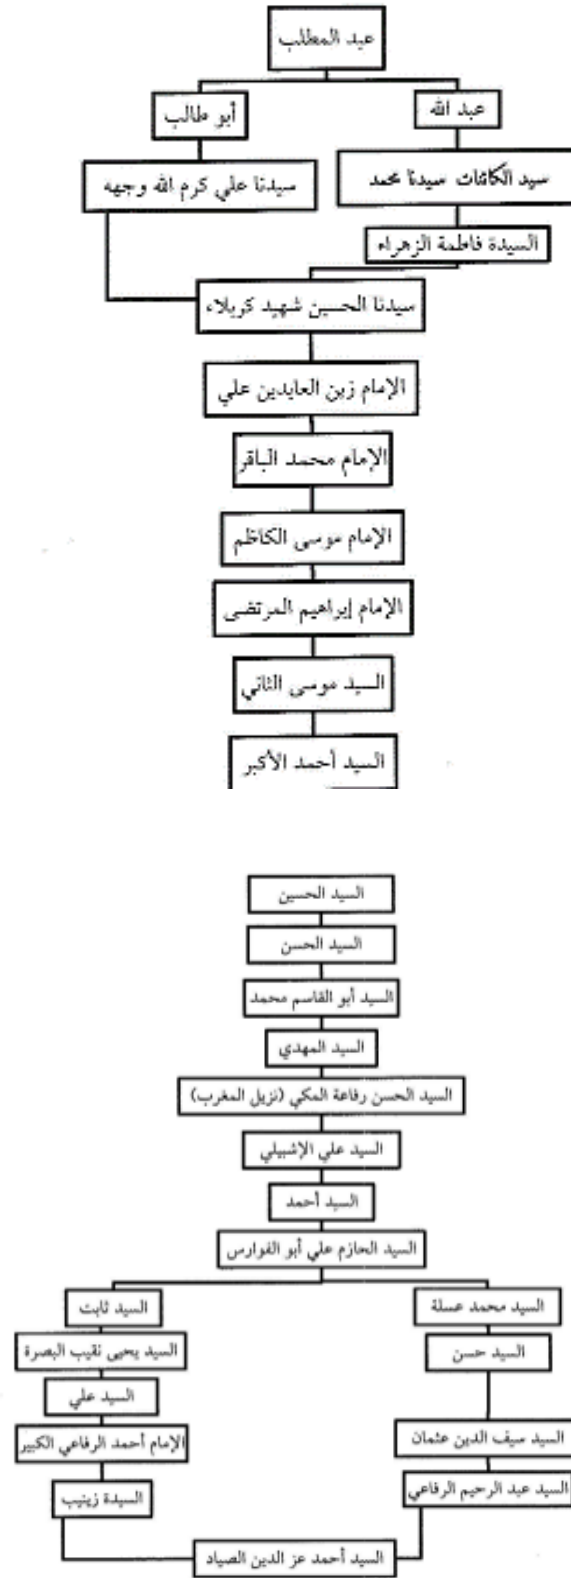 عبد المطلب
عبد الله
أبو طالب
سيد الكائنات سيدنا محمد
سيدنا علي كرم الله وجهه
السيدة فاطمة الزهراء
سيدنا الحسين شهيد كربلاء
الإمام زين العابدين علي
الإمام محمد الباقر
الإمام موسى الكاظم
الإمام إبراهيم المرتضى
السيد موسى الثاني
السيد أحمد الأكبر
السيد الحسين
السيد الحسن
السيد أبو القاسم محمد
السيد المهدي
السيد الحسن رفاعة المكي (نزيل المغرب)
السيد علي الإشبيلي
السيد أحمد
السيد الحازم علي أبو الفوارس
السيد محمد عسلة
السيد ثابت
السيد حسن
السيد يحيى نقيب البصرة
السيد علي
السيد سيف الدين عثمان
الإمام أحمد الرفاعي الكبير
السيد عبد الرحيم الرفاعي
السيدة زينب
السيد أحمد عز الدين الصياد